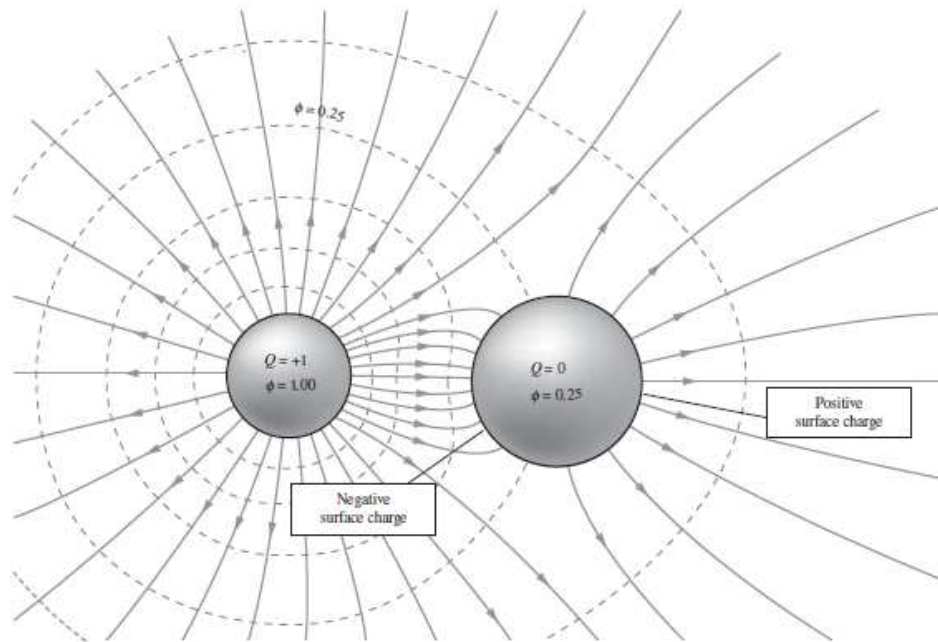 ϕ = 0.25
Q = +1
ϕ = 1.00
Q = 0
ϕ = 0.25
Positive
surface charge
Negative
surface charge